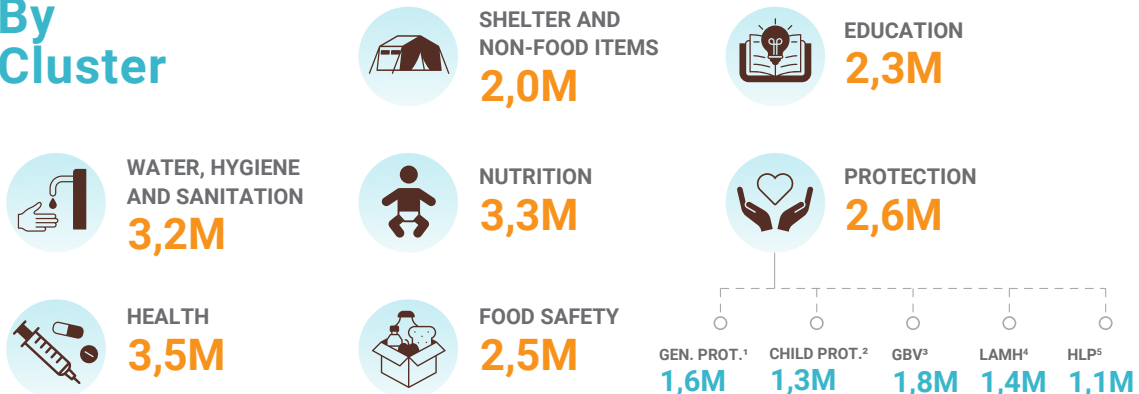 By
Cluster
SHELTER AND
NON-FOOD ITEMS
2,0M
EDUCATION
2,3M
WATER, HYGIENE
AND SANITATION
3,2M
NUTRITION
3,3M
PROTECTION
2,6M
HEALTH
3,5M
FOOD SAFETY
2,5M
GEN. PROT.¹
1,6M
CHILD PROT.²
1,3M
GBV³
1,8M
LAMH⁴
1,4M
HLP⁵
1,1M